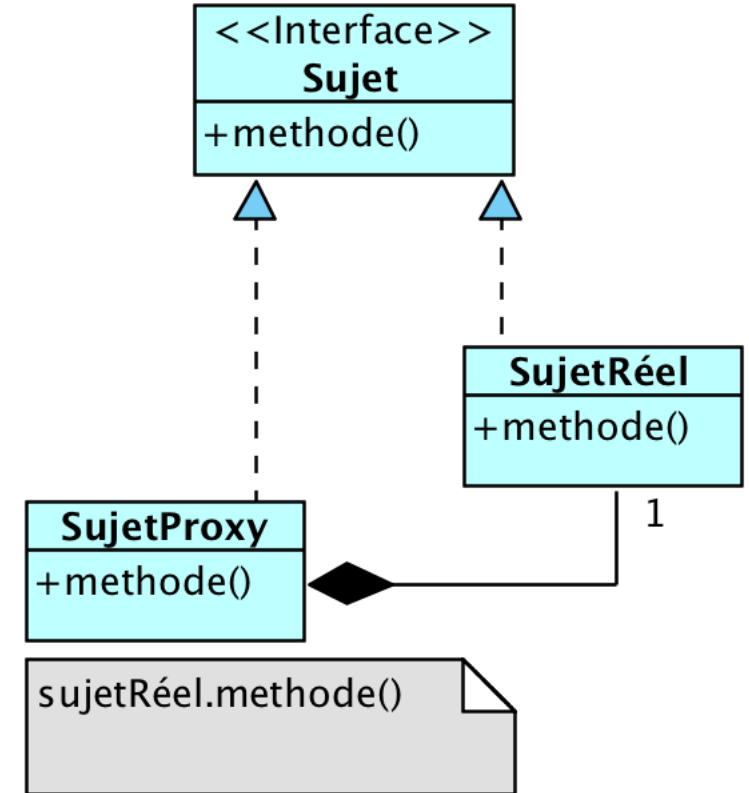 <<Interface>>
Sujet
+methode()
SujetRéel
+methode()
1
SujetProxy
+methode()
sujetRéel.methode()